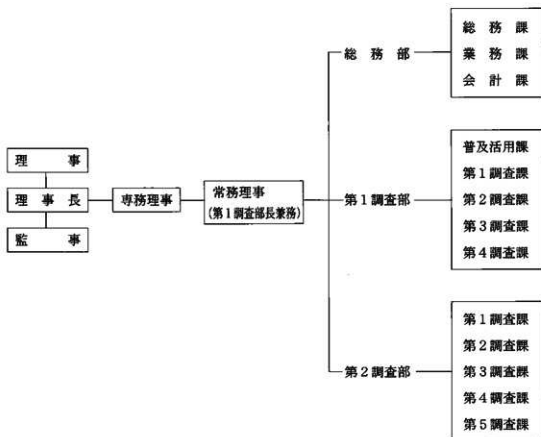 理事
理事長
監事
専務理事
常務理事
(第1調査部長兼務)
総務部
総務課
業務課
会計課
第1調査部
普及活用課
第1調査課
第2調査課
第3調査課
第4調査課
第2調査部
第1調査課
第2調査課
第3調査課
第4調査課
第5調査課